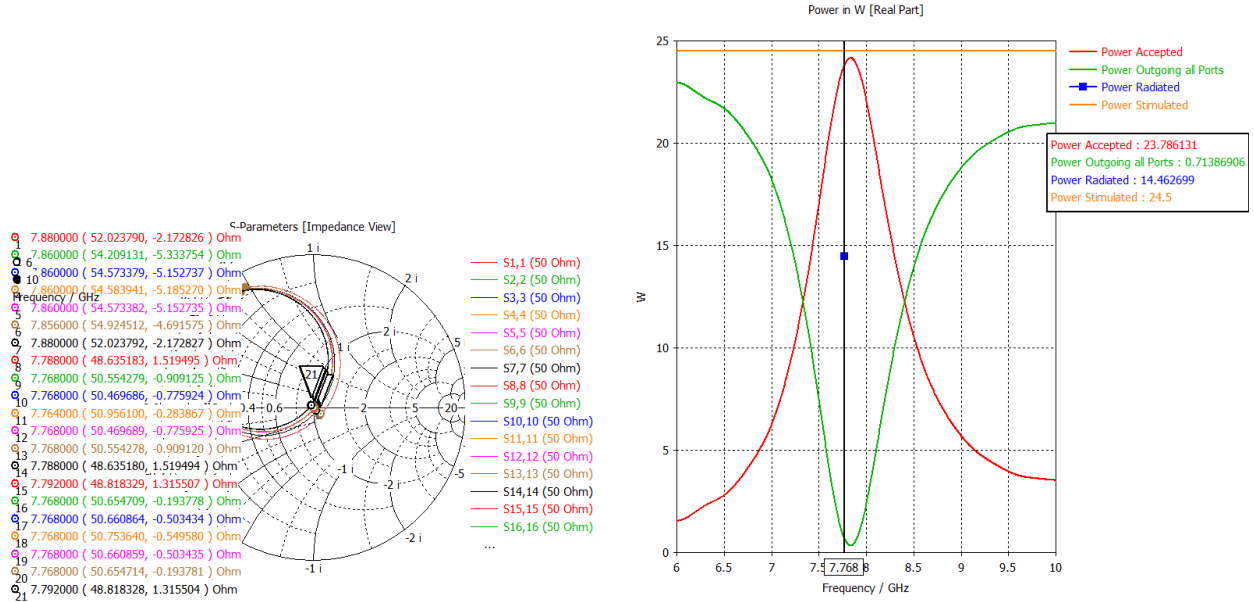 Power in W [Real Part]
25
20
15
10
5
0
W
6
7
7.5
7.768
8
8.5
9
9.5
10
Frequency / GHz
Power Accepted
Power Outgoing all Ports
Power Radiated
Power Stimulated
Power Accepted : 23.786131
Power Outgoing all Ports : 0.71386906
Power Radiated : 14.462699
Power Stimulated : 24.5
S-Parameters [Impedance View]
7.880000 ( 52.023790, -2.172826 ) Ohm
1
7.860000 ( 54.209131, -5.333754 ) Ohm
6
7.860000 ( 54.573379, -5.152737 ) Ohm
10
7.860000 ( 54.583941, -5.185270 ) Ohm
Frequency / GHz
7.860000 ( 54.573382, -5.152735 ) Ohm
5
7.856000 ( 54.924512, -4.691575 ) Ohm
6
7.880000 ( 52.023792, -2.172827 ) Ohm
7
7.788000 ( 48.635183, 1.519495 ) Ohm
8
7.768000 ( 50.554279, -0.909125 ) Ohm
9
7.768000 ( 50.469686, -0.775924 ) Ohm
10
7.764000 ( 50.956100, -0.283867 ) Ohm
11
7.768000 ( 50.469689, -0.775925 ) Ohm
12
7.768000 ( 50.554278, -0.909120 ) Ohm
13
7.788000 ( 48.635180, 1.519494 ) Ohm
14
7.792000 ( 48.818329, 1.315507 ) Ohm
15
7.768000 ( 50.654709, -0.193778 ) Ohm
16
7.768000 ( 50.660864, -0.503434 ) Ohm
17
7.768000 ( 50.753640, -0.549580 ) Ohm
18
7.768000 ( 50.660859, -0.503435 ) Ohm
19
7.768000 ( 50.654714, -0.193781 ) Ohm
20
7.792000 ( 48.818328, 1.315504 ) Ohm
21
1 i
2 i
5 i
-5
-2 i
-1 i
1 i
2 i
-1 i
-2 i
21
0.4
0.6
1
2
5
20
S1,1 (50 Ohm)
S2,2 (50 Ohm)
S3,3 (50 Ohm)
S4,4 (50 Ohm)
S5,5 (50 Ohm)
S6,6 (50 Ohm)
S7,7 (50 Ohm)
S8,8 (50 Ohm)
S9,9 (50 Ohm)
S10,10 (50 Ohm)
S11,11 (50 Ohm)
S12,12 (50 Ohm)
S13,13 (50 Ohm)
S14,14 (50 Ohm)
S15,15 (50 Ohm)
S16,16 (50 Ohm)
...